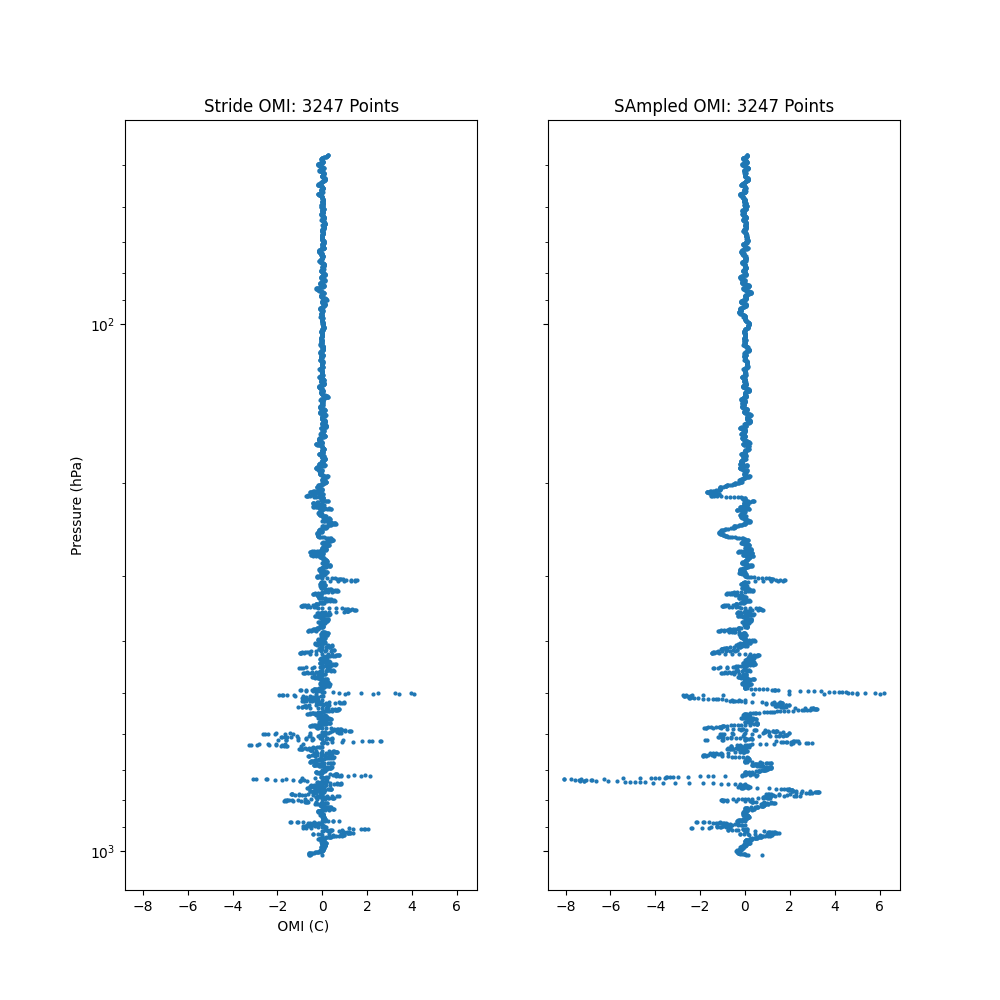 Stride OMI: 3247 Points
SAmpled OMI: 3247 Points
Pressure (hPa)
10²
10³
−8 −6 −4 −2 0 2 4 6
−8 −6 −4 −2 0 2 4 6
OMI (C)